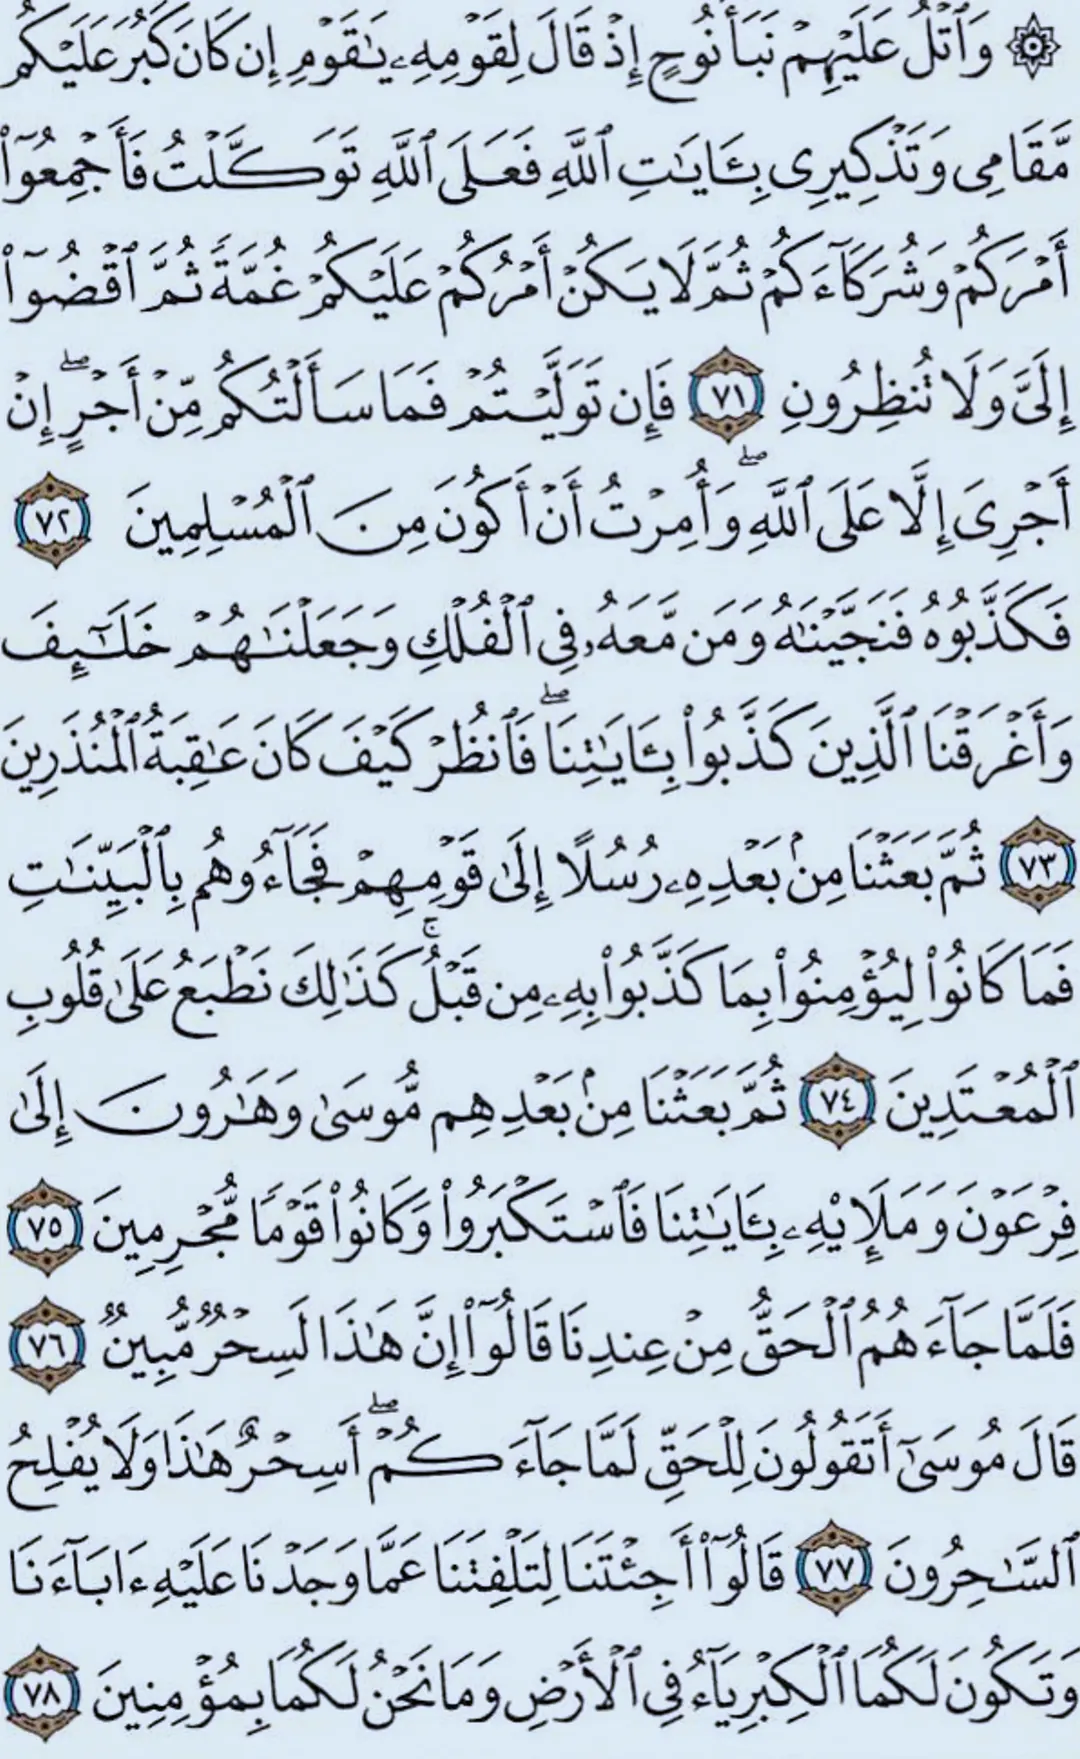 ۞ وَٱتۡلُ عَلَيۡهِمۡ نَبَأَ نُوحٍ إِذۡ قَالَ لِقَوۡمِهِۦ يَٰقَوۡمِ إِن كَانَ كَبُرَ عَلَيۡكُم
مَّقَامِي وَتَذۡكِيرِي بِـَٔايَٰتِ ٱللَّهِ فَعَلَى ٱللَّهِ تَوَكَّلۡتُ فَأَجۡمِعُوٓاْ
أَمۡرَكُمۡ وَشُرَكَآءَكُمۡ ثُمَّ لَا يَكُنۡ أَمۡرُكُمۡ عَلَيۡكُمۡ غُمَّةٗ ثُمَّ ٱقۡضُوٓاْ
إِلَيَّ وَلَا تُنظِرُونِ ٧١ فَإِن تَوَلَّيۡتُمۡ فَمَا سَأَلۡتُكُم مِّنۡ أَجۡرٍۖ إِنۡ
أَجۡرِيَ إِلَّا عَلَى ٱللَّهِۖ وَأُمِرۡتُ أَنۡ أَكُونَ مِنَ ٱلۡمُسۡلِمِينَ ٧٢
فَكَذَّبُوهُ فَنَجَّيۡنَٰهُ وَمَن مَّعَهُۥ فِي ٱلۡفُلۡكِ وَجَعَلۡنَٰهُمۡ خَلَٰٓئِفَ
وَأَغۡرَقۡنَا ٱلَّذِينَ كَذَّبُواْ بِـَٔايَٰتِنَاۖ فَٱنظُرۡ كَيۡفَ كَانَ عَٰقِبَةُ ٱلۡمُنذَرِينَ
٧٣ ثُمَّ بَعَثۡنَا مِنۢ بَعۡدِهِۦ رُسُلًا إِلَىٰ قَوۡمِهِمۡ فَجَآءُوهُم بِٱلۡبَيِّنَٰتِ
فَمَا كَانُواْ لِيُؤۡمِنُواْ بِمَا كَذَّبُواْ بِهِۦ مِن قَبۡلُۚ كَذَٰلِكَ نَطۡبَعُ عَلَىٰ قُلُوبِ
ٱلۡمُعۡتَدِينَ ٧٤ ثُمَّ بَعَثۡنَا مِنۢ بَعۡدِهِم مُّوسَىٰ وَهَٰرُونَ إِلَىٰ
فِرۡعَوۡنَ وَمَلَإِيْهِۦ بِـَٔايَٰتِنَا فَٱسۡتَكۡبَرُواْ وَكَانُواْ قَوۡمٗا مُّجۡرِمِينَ ٧٥
فَلَمَّا جَآءَهُمُ ٱلۡحَقُّ مِنۡ عِندِنَا قَالُوٓاْ إِنَّ هَٰذَا لَسِحۡرٞ مُّبِينٞ ٧٦
قَالَ مُوسَىٰٓ أَتَقُولُونَ لِلۡحَقِّ لَمَّا جَآءَكُمۡۖ أَسِحۡرٌ هَٰذَا وَلَا يُفۡلِحُ
ٱلسَّٰحِرُونَ ٧٧ قَالُوٓاْ أَجِئۡتَنَا لِتَلۡفِتَنَا عَمَّا وَجَدۡنَا عَلَيۡهِ ءَابَآءَنَا
وَتَكُونَ لَكُمَا ٱلۡكِبۡرِيَآءُ فِي ٱلۡأَرۡضِ وَمَا نَحۡنُ لَكُمَا بِمُؤۡمِنِينَ ٧٨